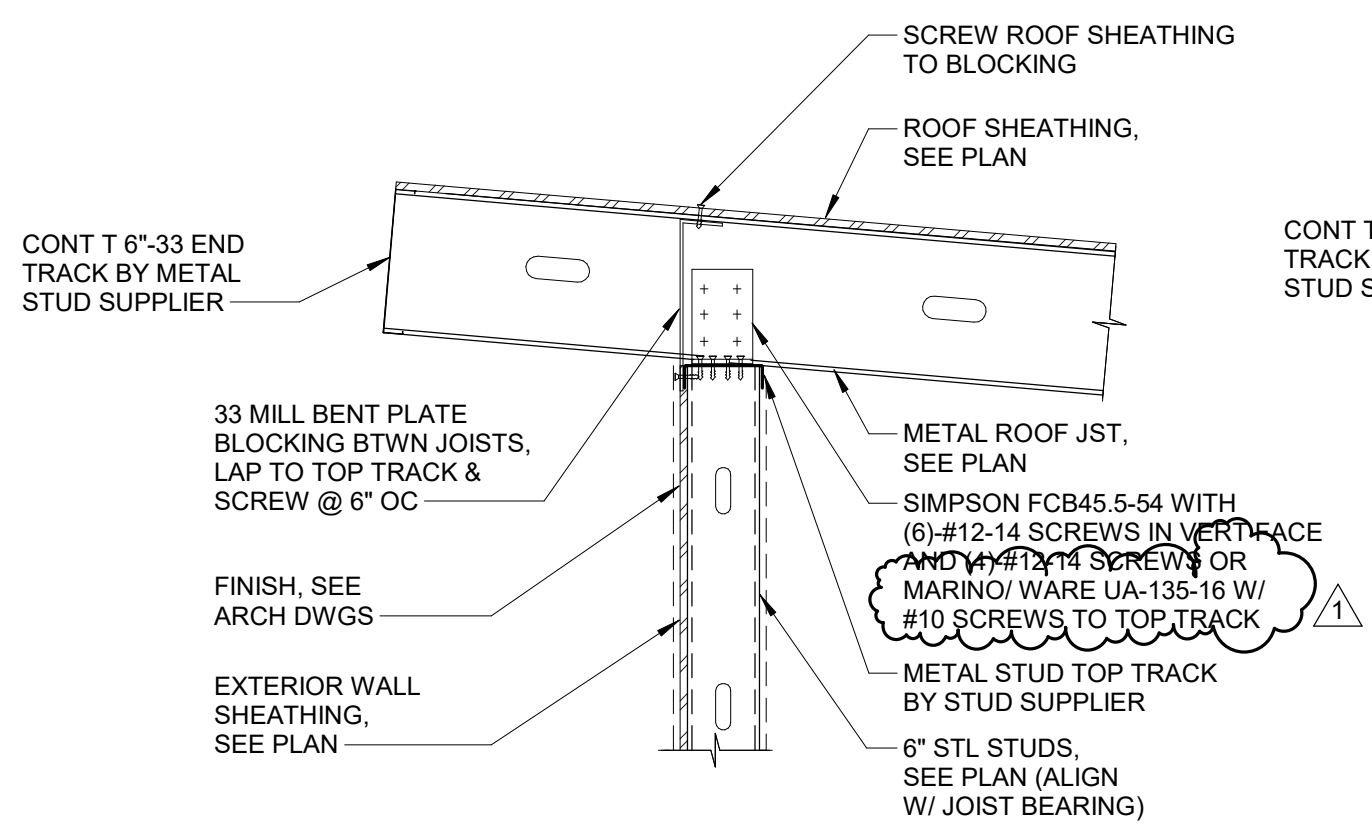 SCREW ROOF SHEATHING
TO BLOCKING
ROOF SHEATHING,
SEE PLAN
CONT T 6"-33 END
TRACK BY METAL
STUD SUPPLIER
CONT T
TRACK
STUD S
33 MILL BENT PLATE
BLOCKING BTWN JOISTS,
LAP TO TOP TRACK &
SCREW @ 6" OC
METAL ROOF JST,
SEE PLAN
SIMPSON FCB45.5-54 WITH
(6)-#12-14 SCREWS IN VERT FACE
AND (4)-#12-14 SCREWS OR
MARINO/ WARE UA-135-16 W/
#10 SCREWS TO TOP TRACK
1
FINISH, SEE
ARCH DWGS
EXTERIOR WALL
SHEATHING,
SEE PLAN
METAL STUD TOP TRACK
BY STUD SUPPLIER
6" STL STUDS,
SEE PLAN (ALIGN
W/ JOIST BEARING)